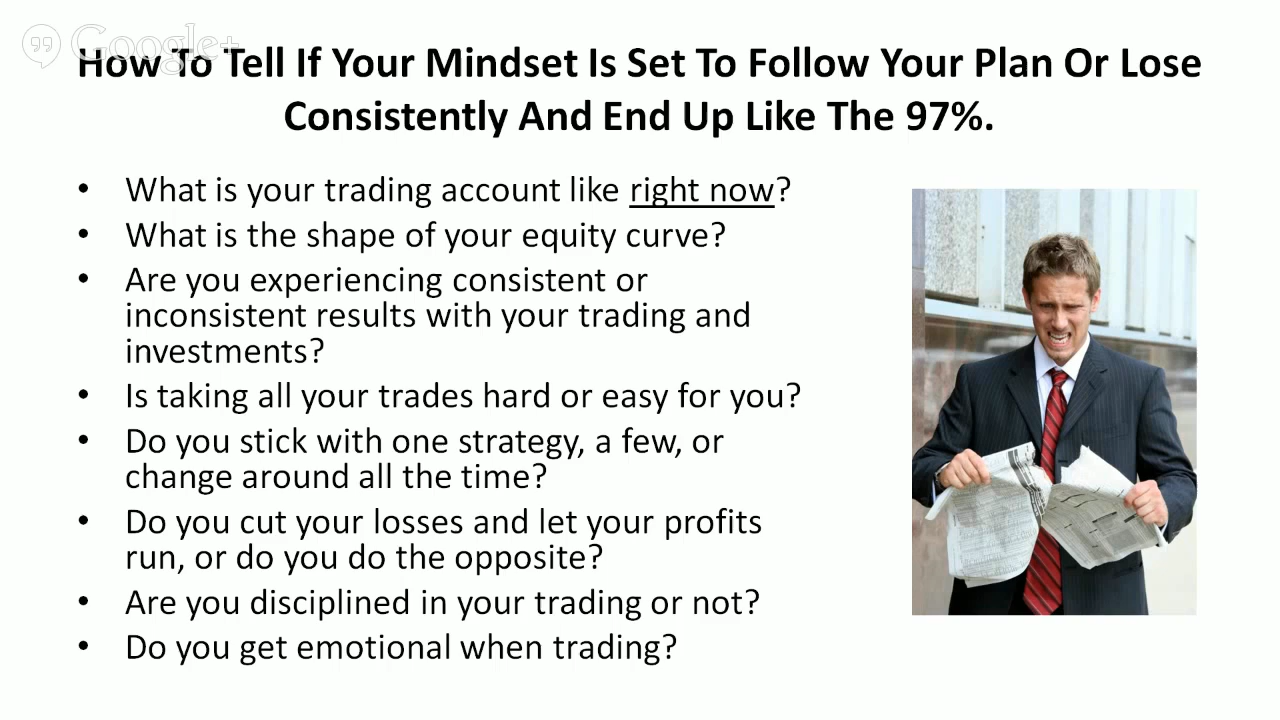 Google+
How To Tell If Your Mindset Is Set To Follow Your Plan Or Lose
Consistently And End Up Like The 97%.
• What is your trading account like right now?
• What is the shape of your equity curve?
• Are you experiencing consistent or
inconsistent results with your trading and
investments?
• Is taking all your trades hard or easy for you?
• Do you stick with one strategy, a few, or
change around all the time?
• Do you cut your losses and let your profits
run, or do you do the opposite?
• Are you disciplined in your trading or not?
• Do you get emotional when trading?